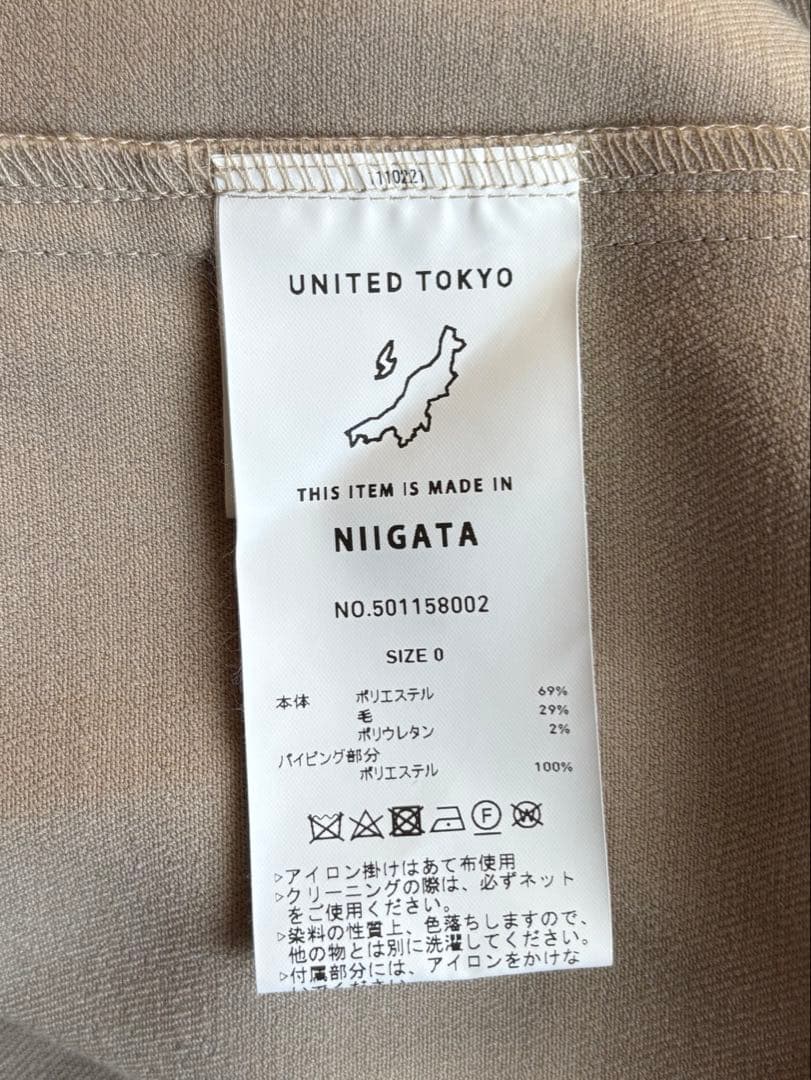 UNITED TOKYO
THIS ITEM IS MADE IN
NIIGATA
NO.501158002
SIZE 0
本体 ポリエステル 69%
毛 29%
ポリウレタン 2%
パイピング部分
ポリエステル 100%
F
W
▷アイロン掛けはあて布使用
▷クリーニングの際は、必ずネット
をご使用ください。
▷染料の性質上、色落ちしますので、
他の物とは別に洗濯してください。
▷付属部分には、アイロンをかけな